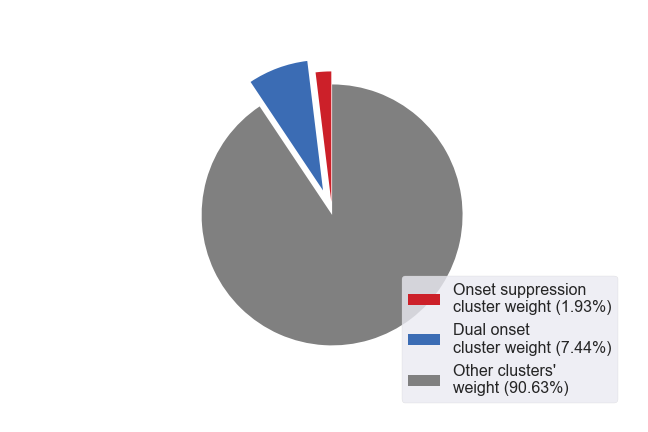 Onset suppression
cluster weight (1.93%)
Dual onset
cluster weight (7.44%)
Other clusters'
weight (90.63%)